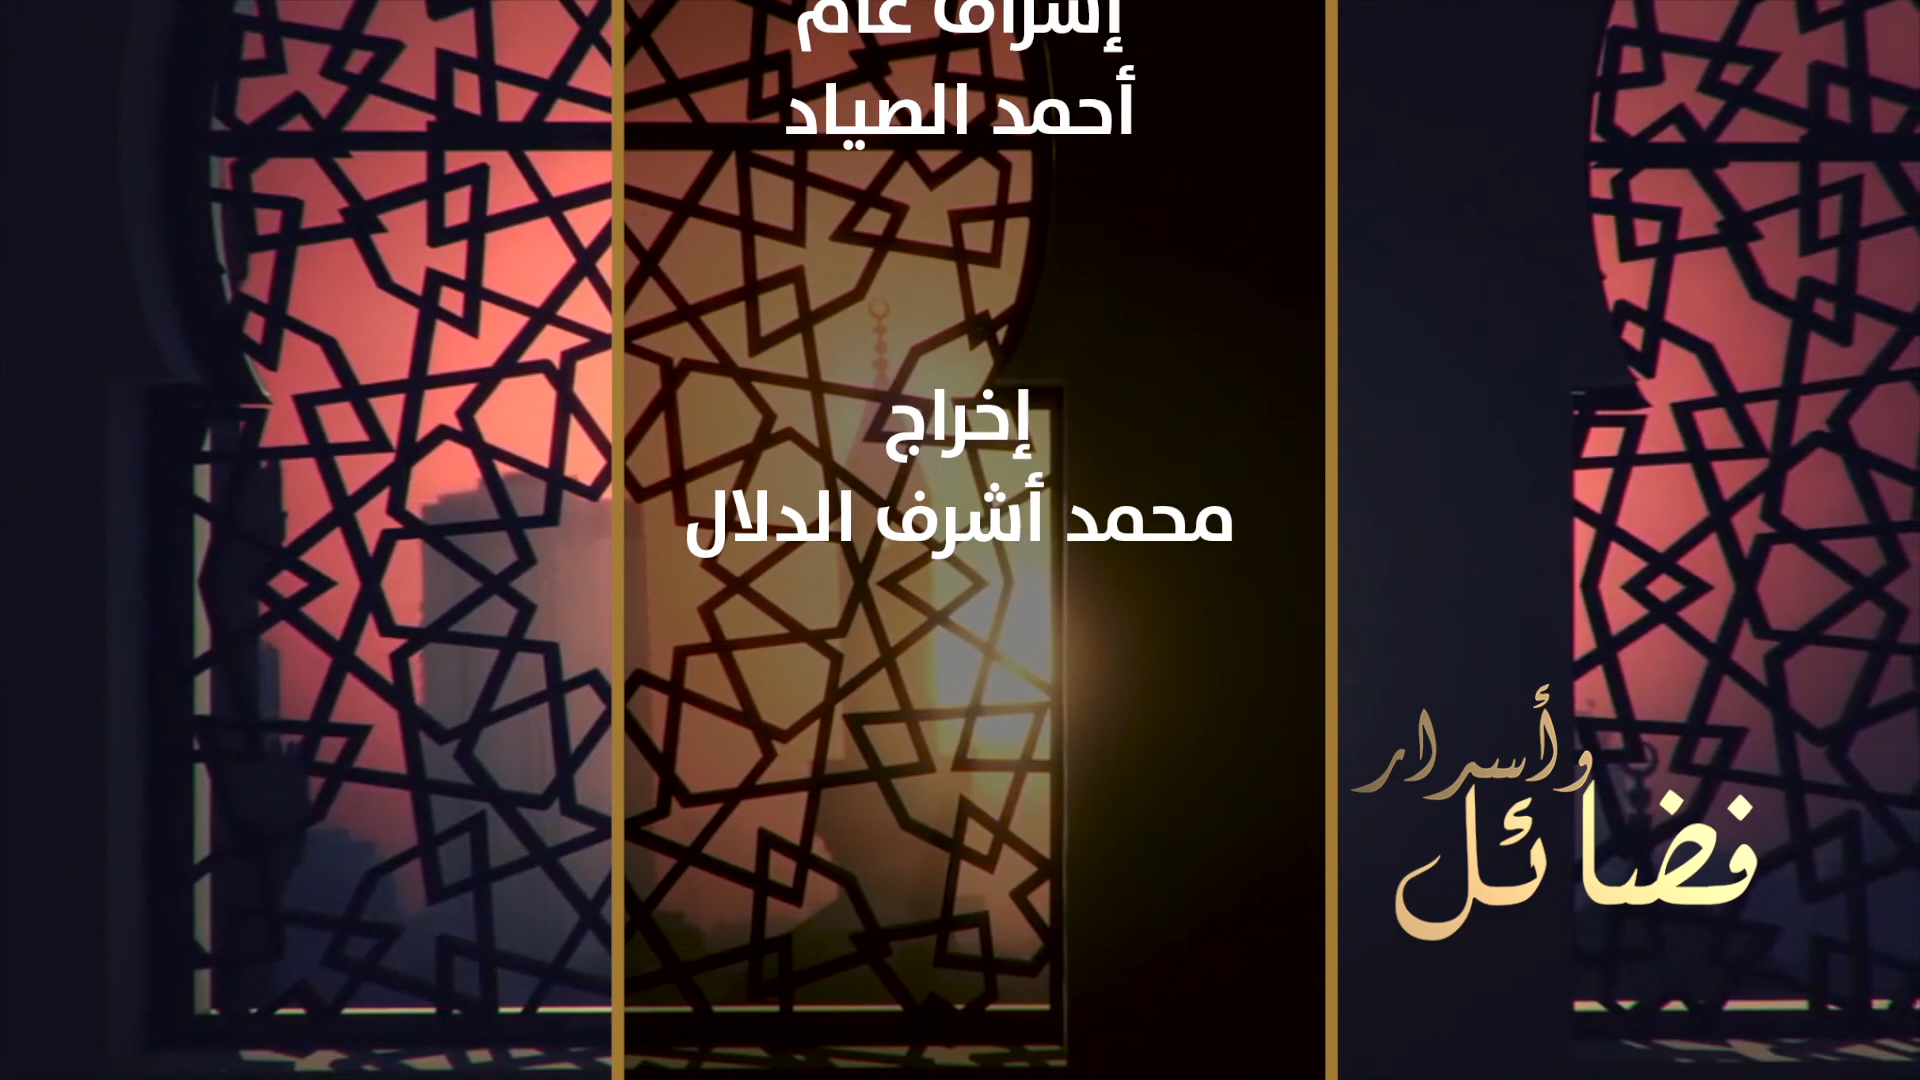 إشراف عام
أحمد الصياد
إخراج
محمد أشرف الدلال
فضائل
وأسرار